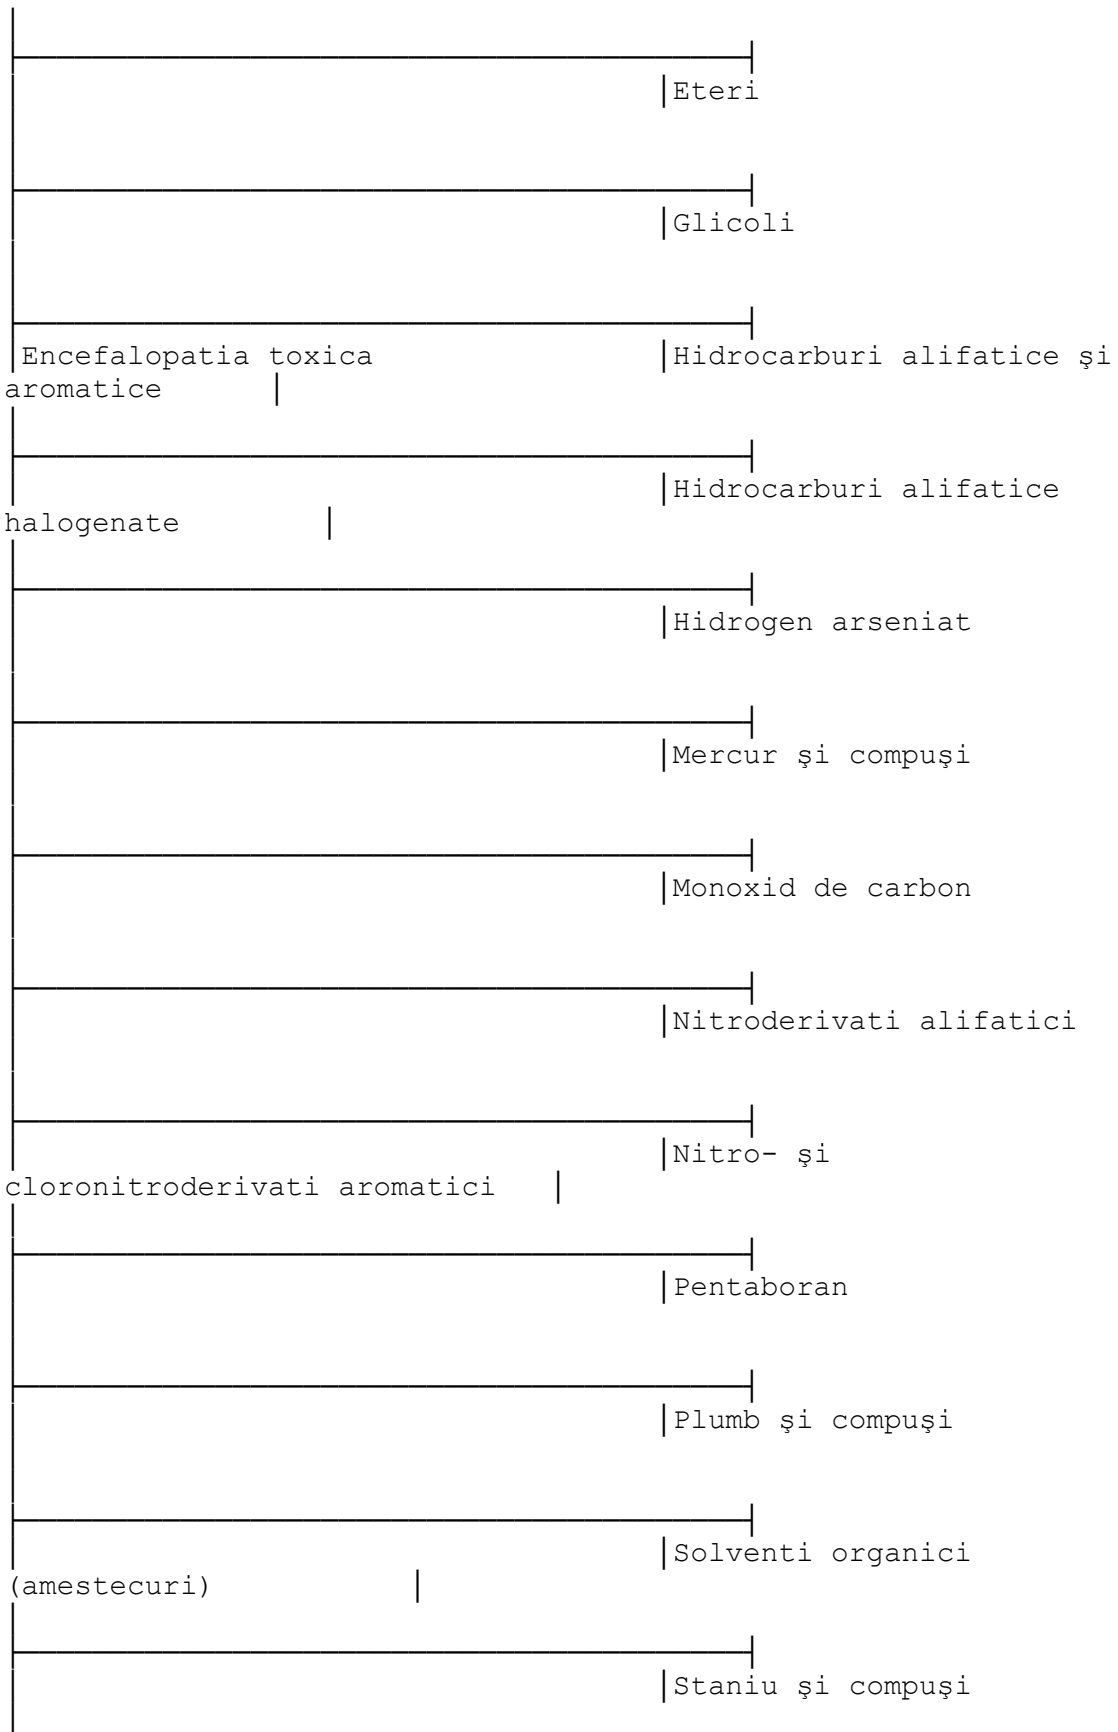 Eteri
Glicoli
Encefalopatia toxica Hidrocarburi alifatice şi
aromatice
Hidrocarburi alifatice
halogenate
Hidrogen arseniat
Mercur şi compuşi
Monoxid de carbon
Nitroderivati alifatici
Nitro- şi
cloronitroderivati aromatici
Pentaboran
Plumb şi compuşi
Solventi organici
(amestecuri)
Staniu şi compuşi